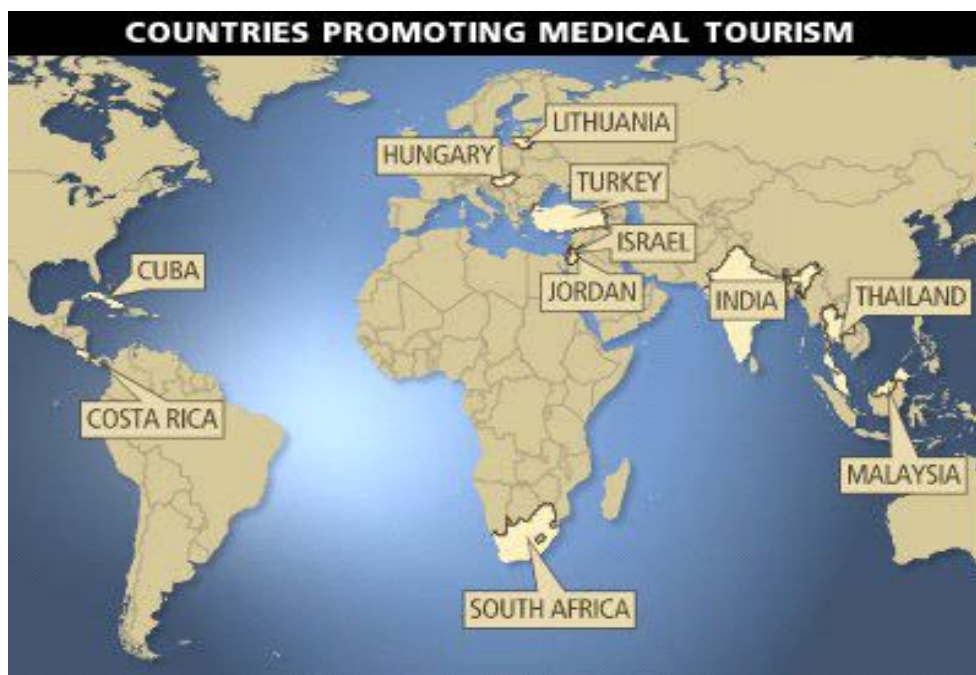 COUNTRIES PROMOTING MEDICAL TOURISM
LITHUANIA
HUNGARY
TURKEY
ISRAEL
CUBA
JORDAN
INDIA
THAILAND
COSTA RICA
MALAYSIA
SOUTH AFRICA